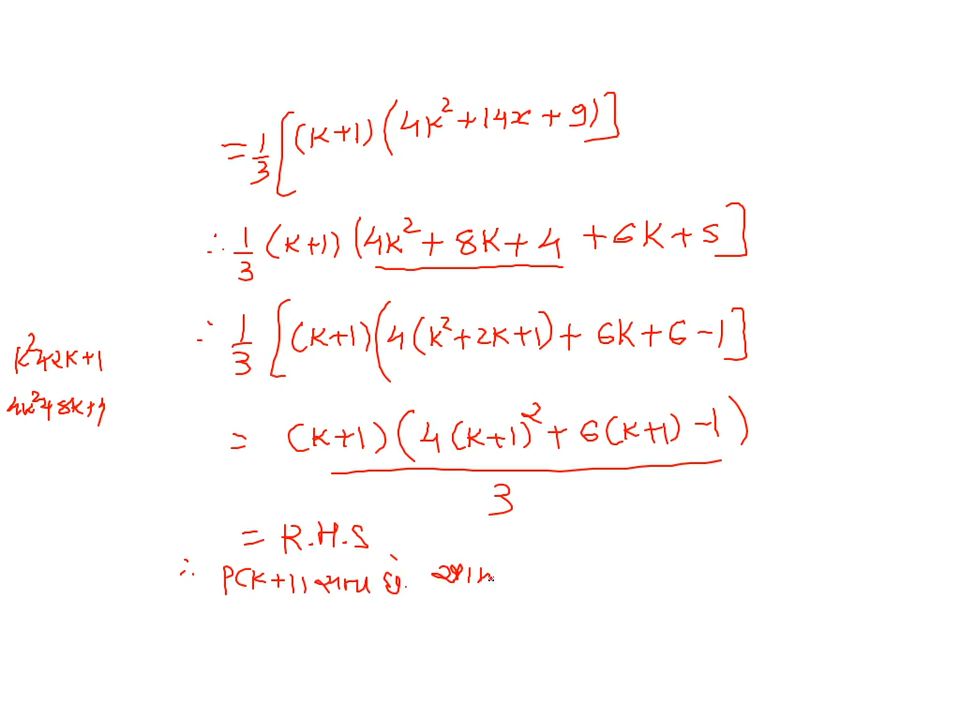 = 1/3 [(K+1) (4K² + 14x + 9)]
∴ 1/3 (K+1) (4K² + 8K + 4 + 6K + 5]
∴ 1/3 [(K+1) (4(K² + 2K + 1) + 6K + 6 - 1]
K² + 2K + 1
4K² + 8K + 4
= (K+1) (4(K+1)² + 6(K+1) - 1) / 3
= R.H.S
∴ P(K+1) સત્ય છે.